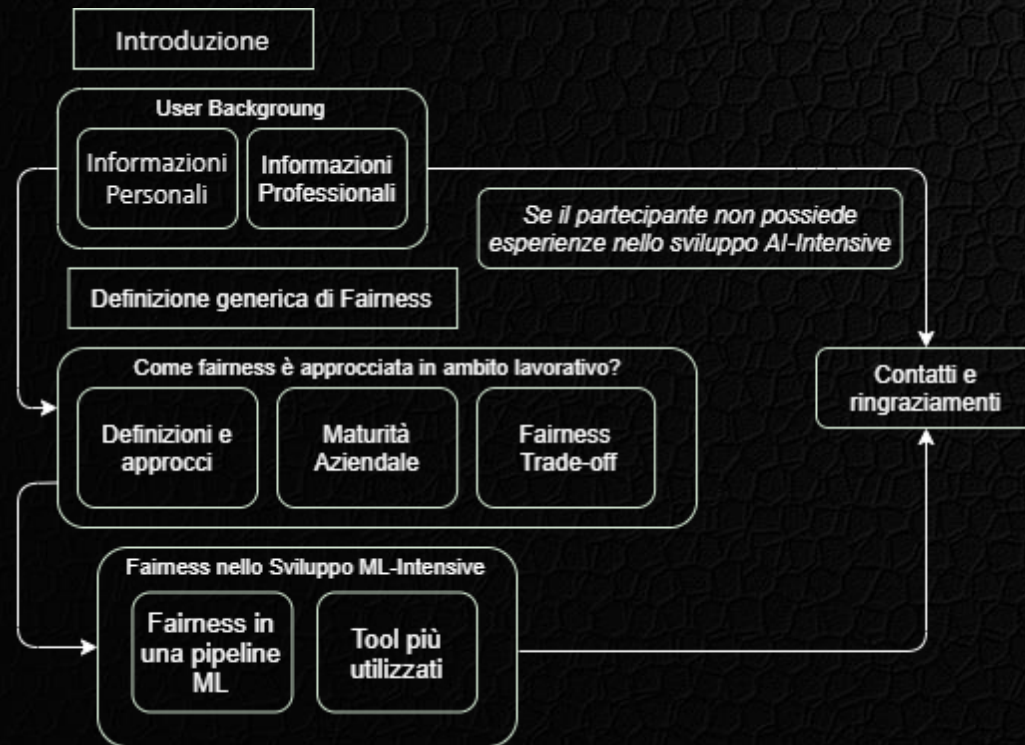 Introduzione
User Backgroung
Informazioni
Personali
Informazioni
Professionali
Se il partecipante non possiede
esperienze nello sviluppo AI-Intensive
Definizione generica di Fairness
Come fairness è approcciata in ambito lavorativo?
Definizioni e
approcci
Maturità
Aziendale
Fairness
Trade-off
Contatti e
ringraziamenti
Fairness nello Sviluppo ML-Intensive
Fairness in
una pipeline
ML
Tool più
utilizzati